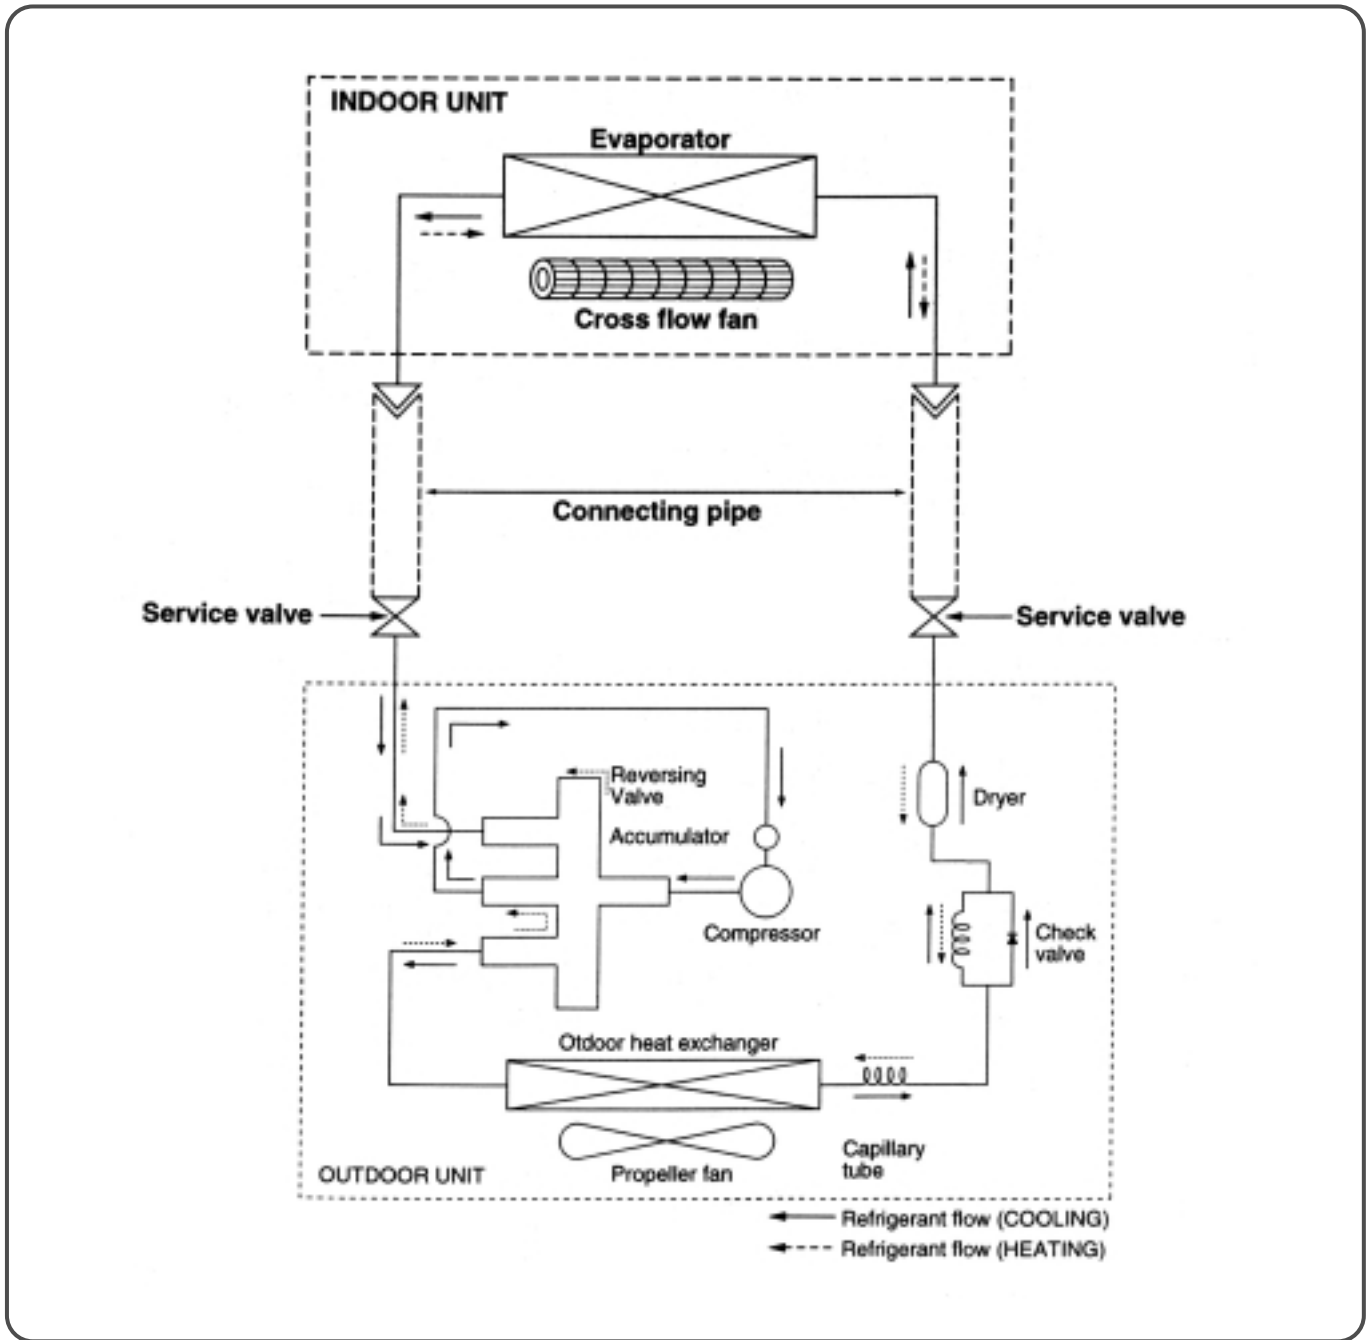 INDOOR UNIT
Evaporator
Cross flow fan
Connecting pipe
Service valve
Service valve
Reversing
Valve
Accumulator
Dryer
Compressor
Check
valve
Otdoor heat exchanger
Capillary
tube
Propeller fan
OUTDOOR UNIT
Refrigerant flow (COOLING)
Refrigerant flow (HEATING)